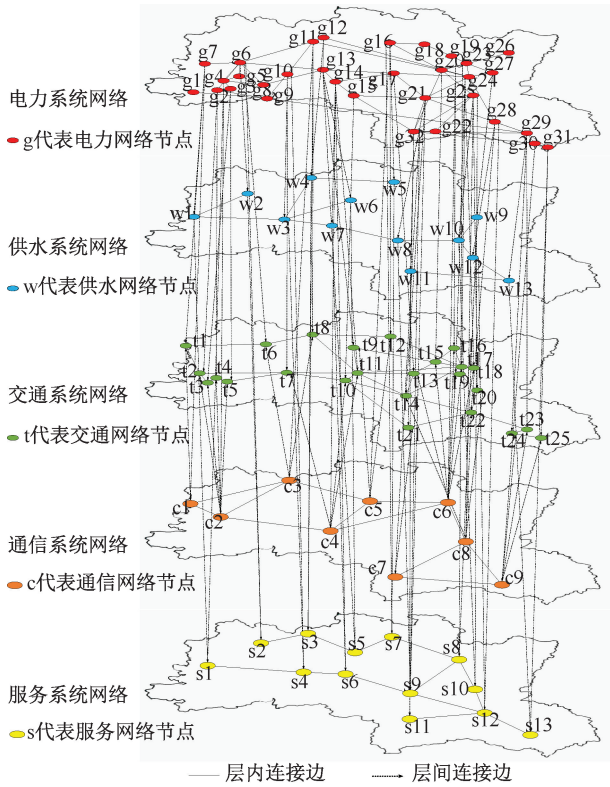 g12
g11
g16
g18
g19
g26
g7
g6
g13
g20
g23
g27
g4
g5
g10
g14
g17
g24
g1
g2
g3
g8
g9
g15
g21
g25
电力系统网络
g28
g代表电力网络节点
g32
g22
g29
g30
g31
w4
w5
w2
w6
w1
w3
w7
w9
供水系统网络
w8
w10
w代表供水网络节点
w11
w12
w13
t8
t1
t6
t9
t12
t16
t2
t4
t7
t11
t15
t17
t3
t5
t10
t13
t19
t18
交通系统网络
t14
t20
t代表交通网络节点
t21
t22
t23
t24
t25
c3
c1
c2
c5
c6
通信系统网络
c4
c8
c代表通信网络节点
c7
c9
s2
s3
s5
s7
s8
s1
s4
s6
服务系统网络
s9
s10
s代表服务网络节点
s11
s12
s13
层内连接边
层间连接边